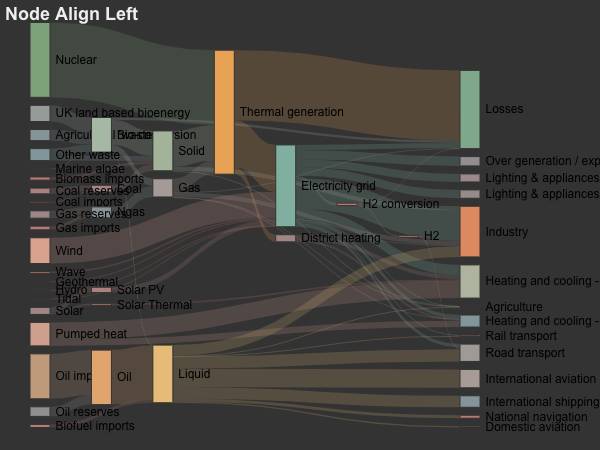 Node Align Left
Nuclear
UK land based bioenergy
Agricul
Bio-conversion
Other waste
Marine algae
Biomass imports
Coal reserves
Coal
Coal imports
Gas reserves
Ngas
Gas imports
Wind
Wave
Geothermal
Hydro
Tidal
Solar
Solar PV
Solar Thermal
Pumped heat
Oil imp
Oil
Oil reserves
Biofuel imports
Solid
Gas
Liquid
Thermal generation
Electricity grid
District heating
H2 conversion
H2
Losses
Over generation / exp
Lighting & appliances
Lighting & appliances
Industry
Heating and cooling -
Agriculture
Heating and cooling -
Rail transport
Road transport
International aviation
International shipping
National navigation
Domestic aviation